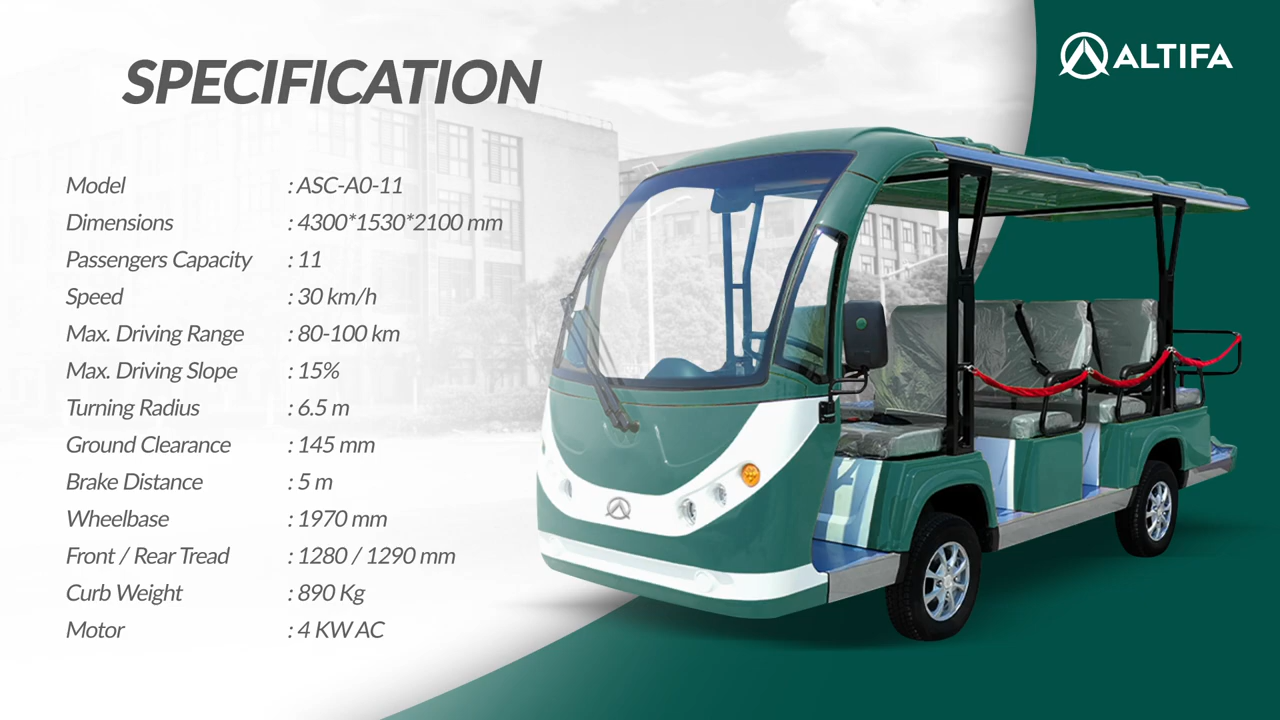 SPECIFICATION
ALTIFA
Model : ASC-A0-11
Dimensions : 4300*1530*2100 mm
Passengers Capacity : 11
Speed : 30 km/h
Max. Driving Range : 80-100 km
Max. Driving Slope : 15%
Turning Radius : 6.5 m
Ground Clearance : 145 mm
Brake Distance : 5 m
Wheelbase : 1970 mm
Front / Rear Tread : 1280 / 1290 mm
Curb Weight : 890 Kg
Motor : 4 KW AC